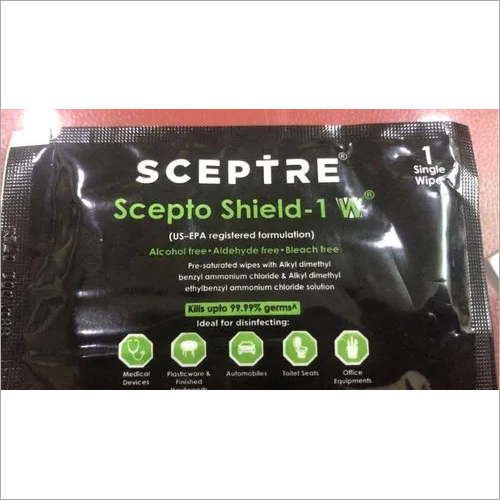 SCEPTRE®
1
Single
Wipe
Scepto Shield-1 W®
(US-EPA registered formulation)
Alcohol free • Aldehyde free • Bleach free
Pre-saturated wipes with Alkyl dimethyl
benzyl ammonium chloride & Alkyl dimethyl
ethylbenzyl ammonium chloride solution
Kills upto 99.99% germs^
Ideal for disinfecting:
Medical
Devices
Plasticware &
Finished
Automobiles
Toilet Seats
Office
Equipments